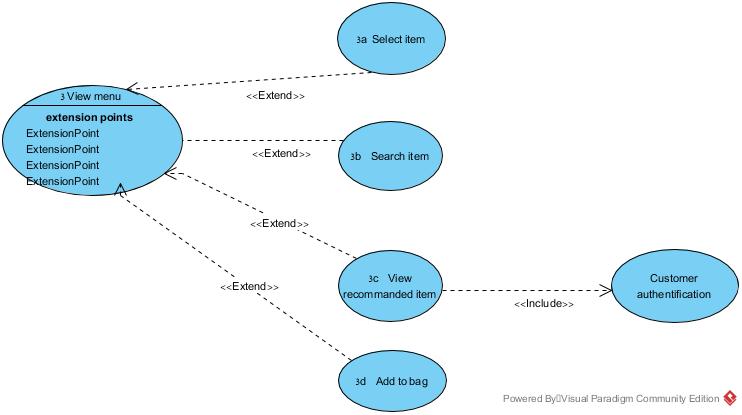 3a Select item
<<Extend>>
3 View menu
extension points
ExtensionPoint
ExtensionPoint
ExtensionPoint
ExtensionPoint
<<Extend>>
3b Search item
<<Extend>>
3c View
recommanded item
<<Include>>
Customer
authentification
<<Extend>>
3d Add to bag
Powered By Visual Paradigm Community Edition